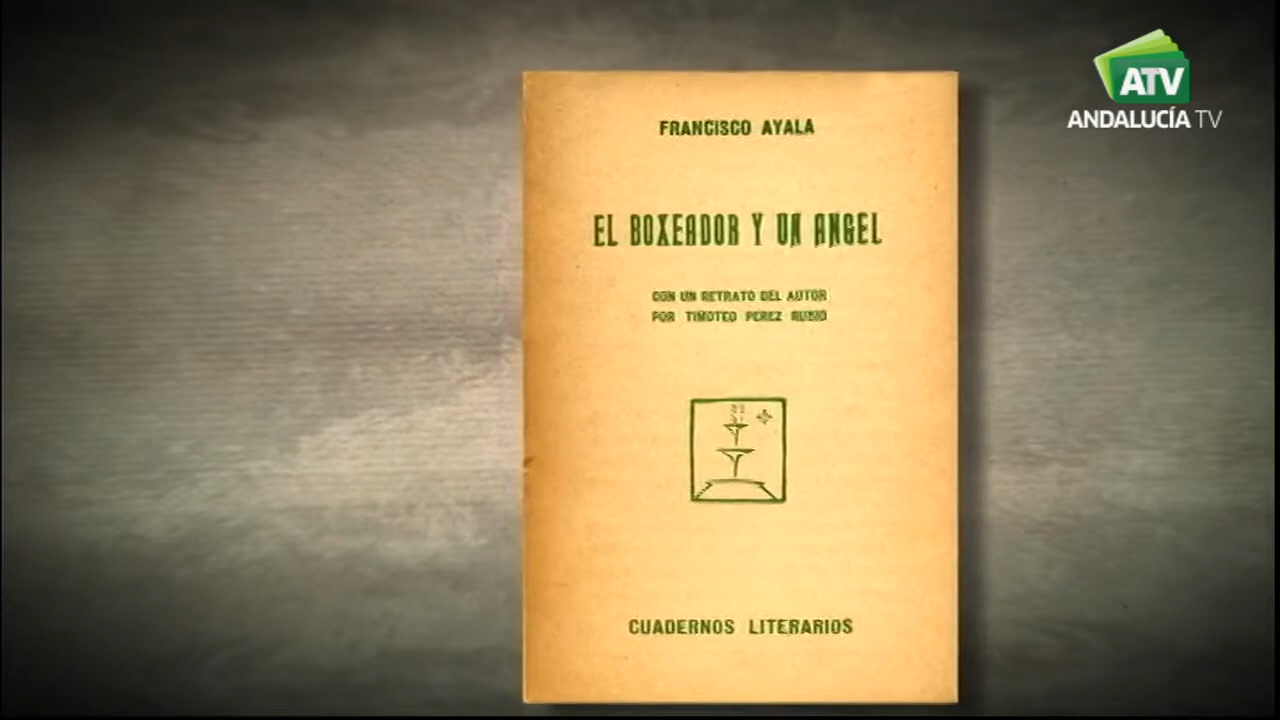 ATV
ANDALUCÍA TV
FRANCISCO AYALA
EL BOXEADOR Y UN ANGEL
CON UN RETRATO DEL AUTOR
POR TIMOTEO PEREZ RUBIO
CUADERNOS LITERARIOS